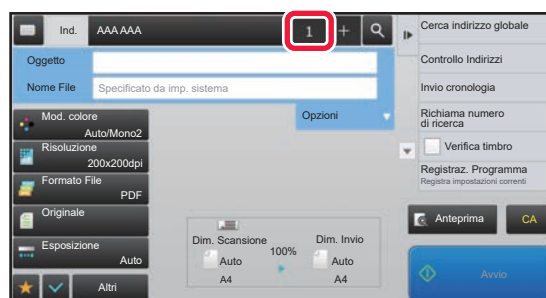 Ind.
AAA AAA
1
+
Oggetto
Nome File
Specificato da imp. sistema
Opzioni
Mod. colore
Auto/Mono2
Risoluzione
200x200dpi
Formato File
PDF
Originale
Esposizione
Auto
Altri
Dim. Scansione
100%
Dim. Invio
Auto
Auto
A4
A4
Cerca indirizzo globale
Controllo Indirizzi
Invio cronologia
Richiama numero
di ricerca
Verifica timbro
Registraz. Programma
Registra impostazioni correnti
Anteprima
CA
Avvio